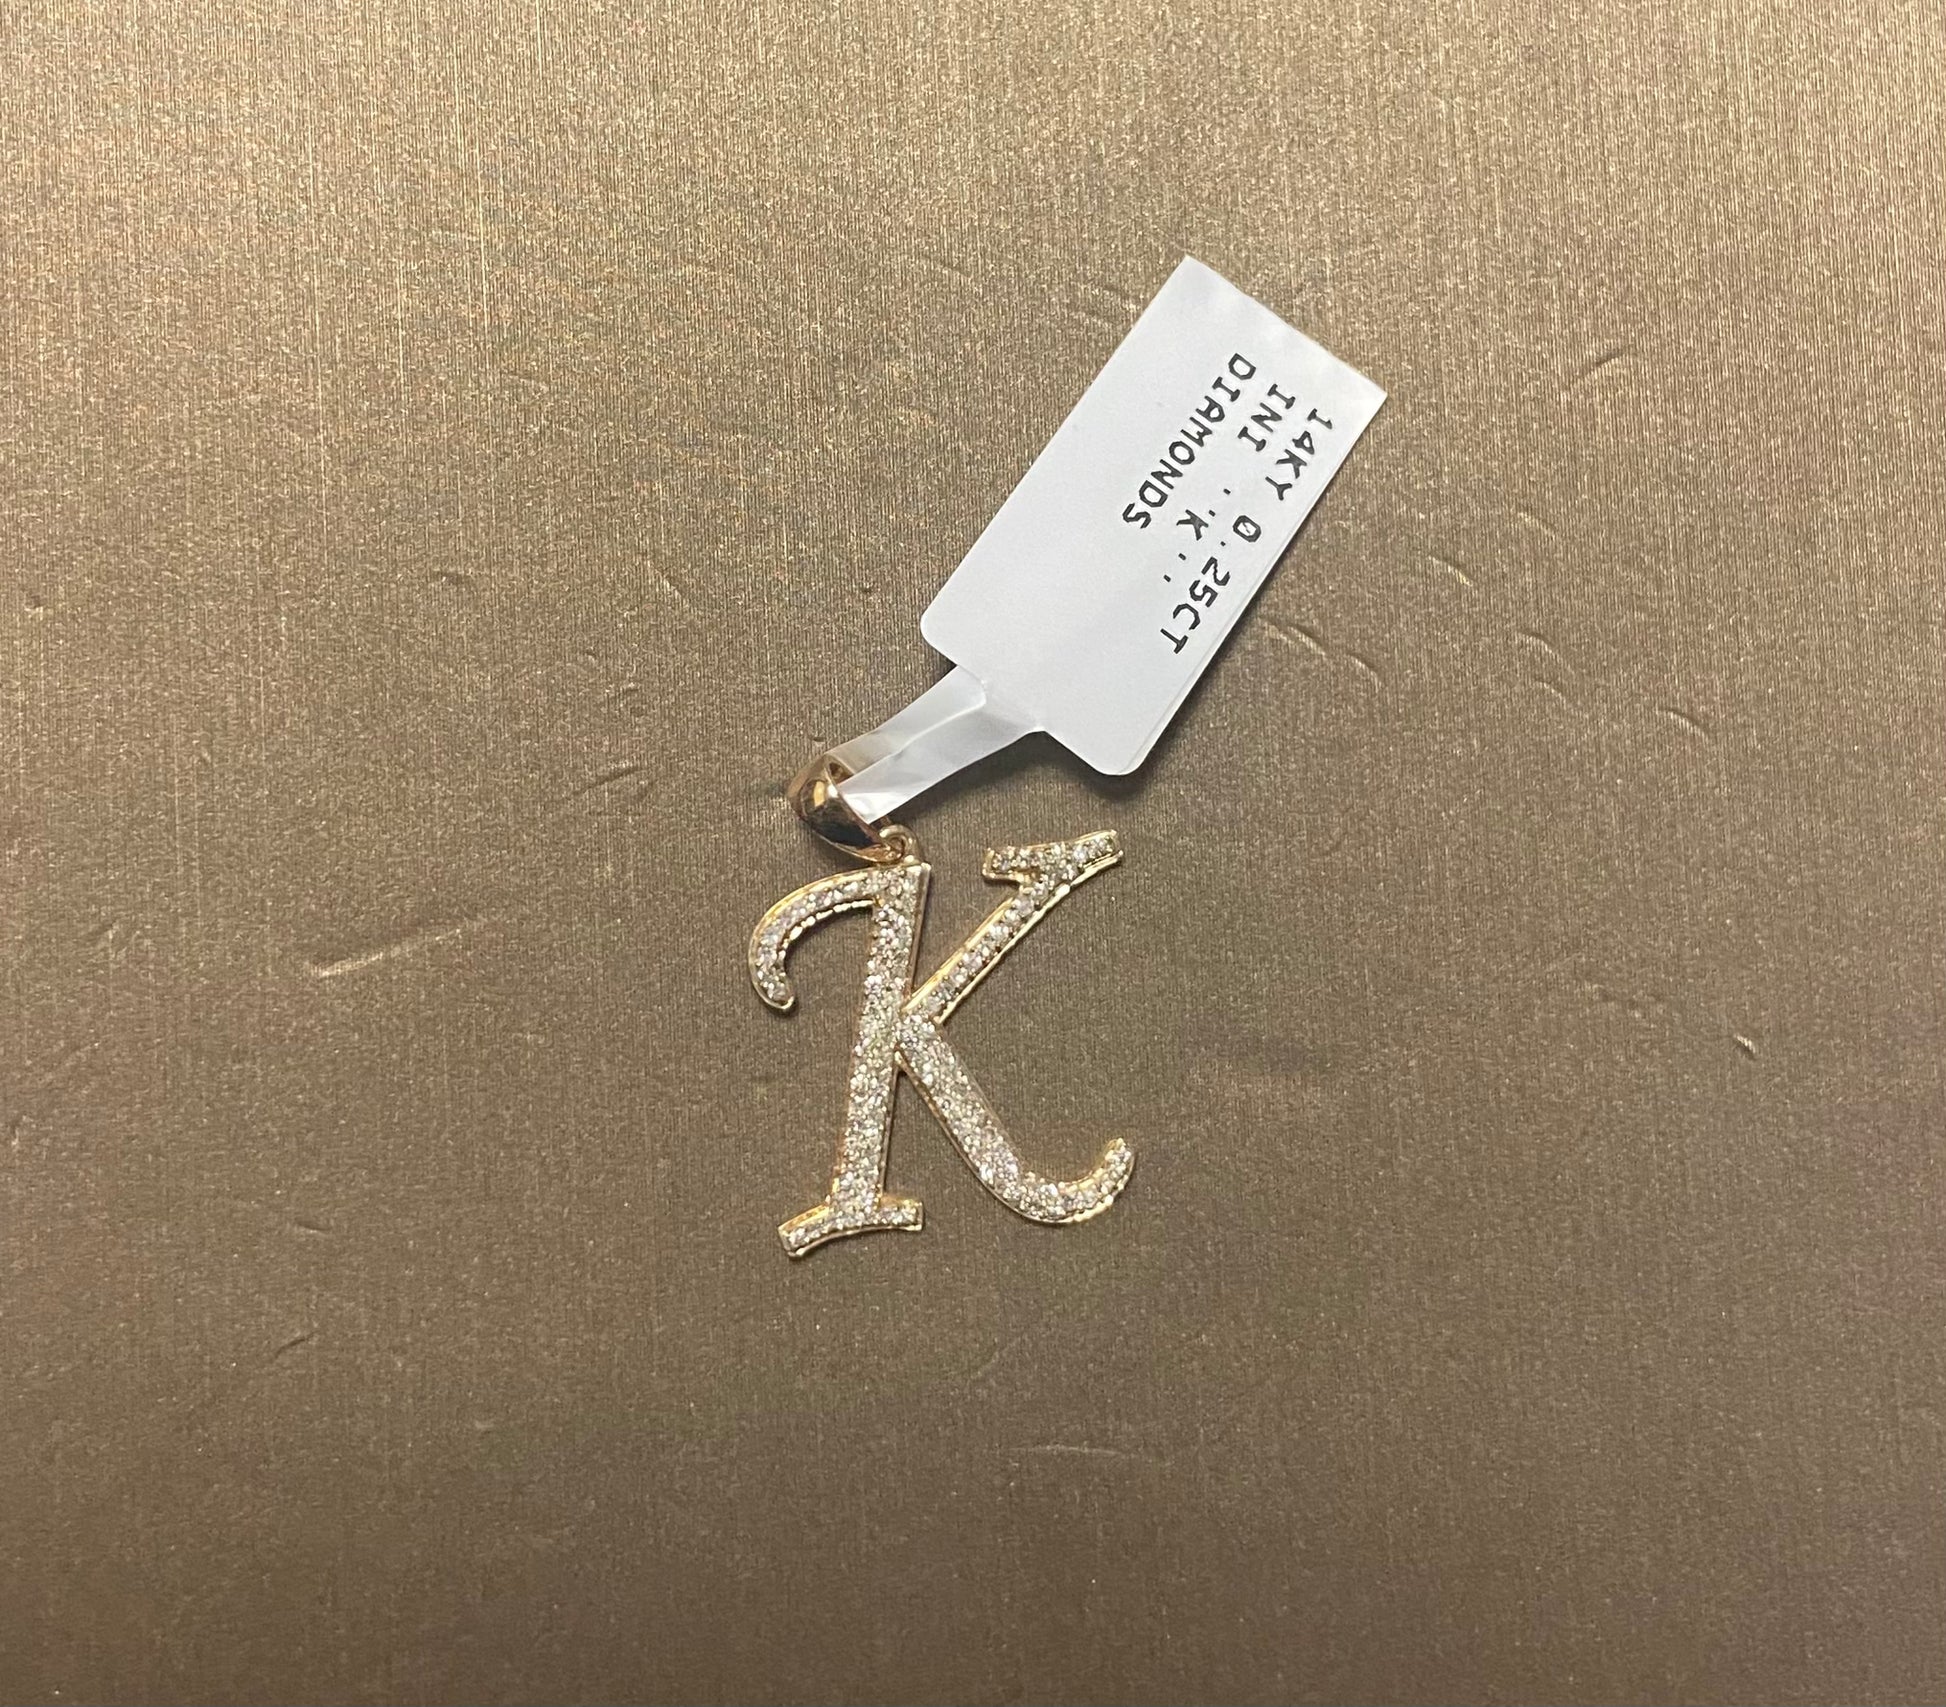 14KY 0.25CT
INI .."K"..
DIAMONDS
K